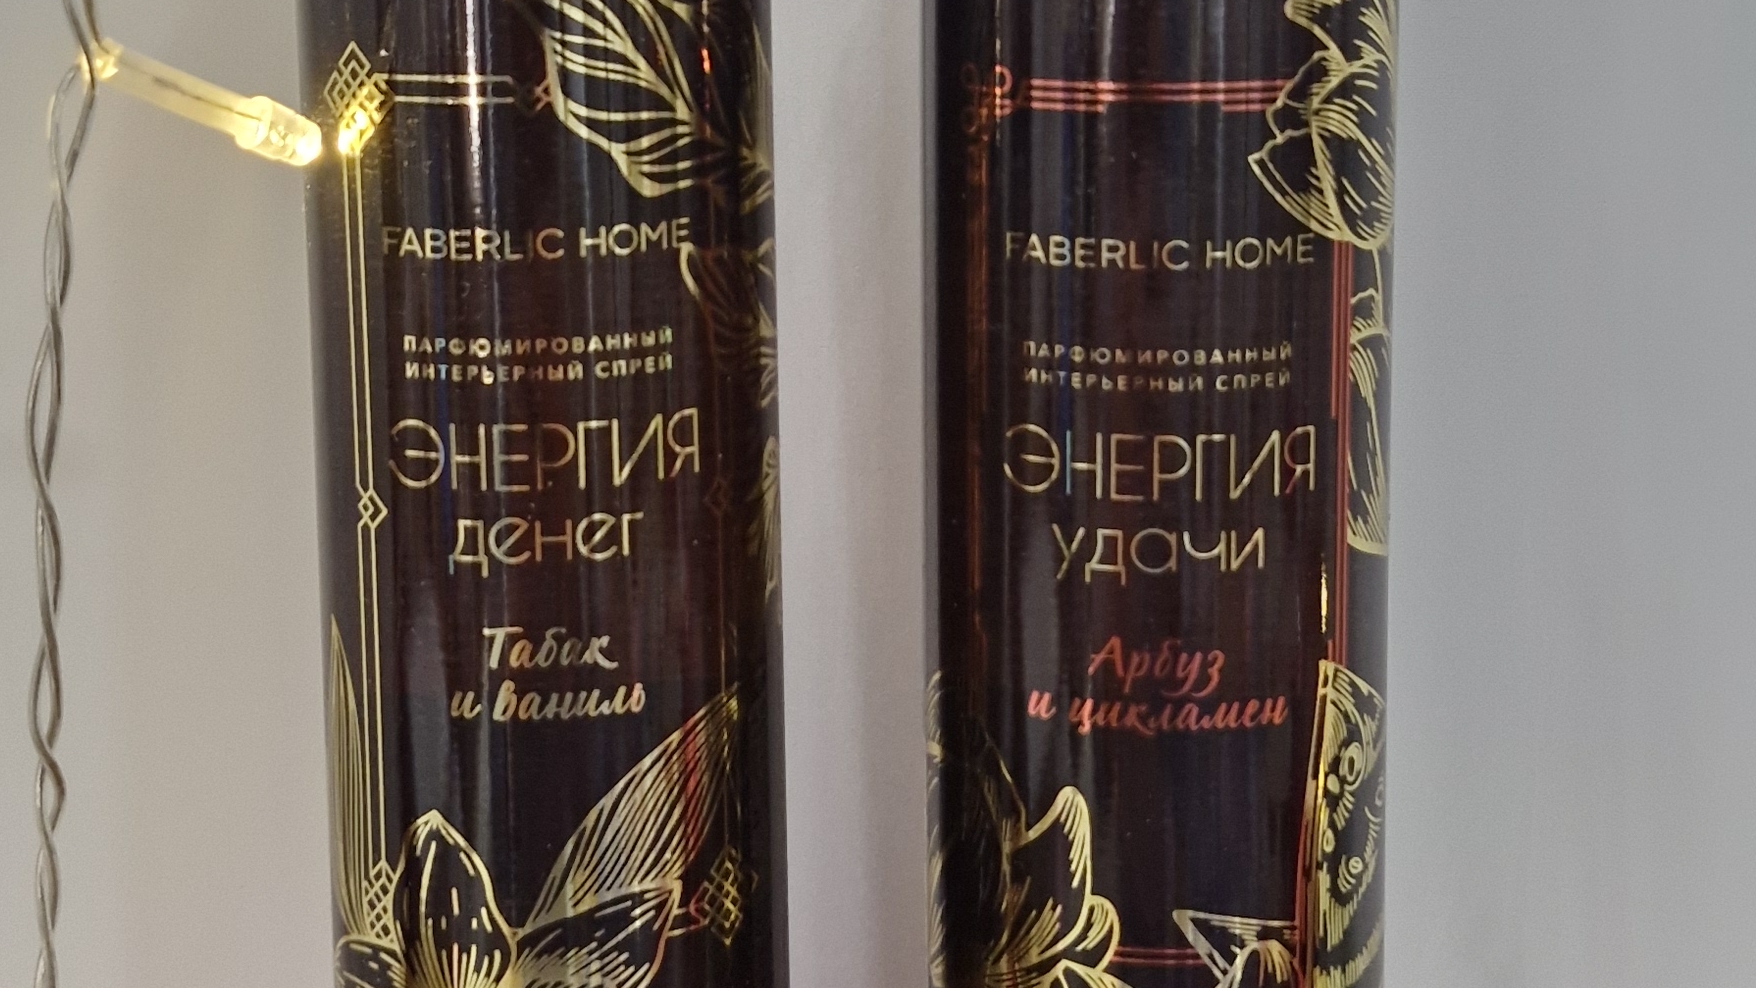 FABERLIC HOME
ПАРФЮМИРОВАННЫЙ
ИНТЕРЬЕРНЫЙ СПРЕЙ
ЭНЕРГИЯ
денег
Табак
и ваниль
FABERLIC HOME
ПАРФЮМИРОВАННЫЙ
ИНТЕРЬЕРНЫЙ СПРЕЙ
ЭНЕРГИЯ
удачи
Арбуз
и цикламен